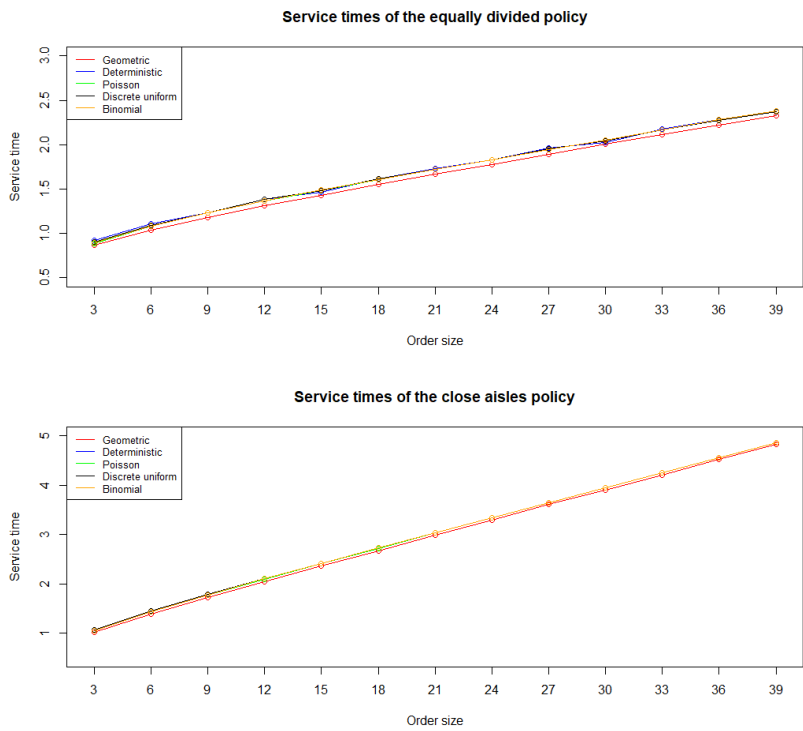 Service times of the equally divided policy
3.0
2.5
2.0
1.5
1.0
0.5
Service time
Geometric
Deterministic
Poisson
Discrete uniform
Binomial
3 6 9 12 15 18 21 24 27 30 33 36 39
Order size
Service times of the close aisles policy
5
4
3
2
1
Service time
Geometric
Deterministic
Poisson
Discrete uniform
Binomial
3 6 9 12 15 18 21 24 27 30 33 36 39
Order size